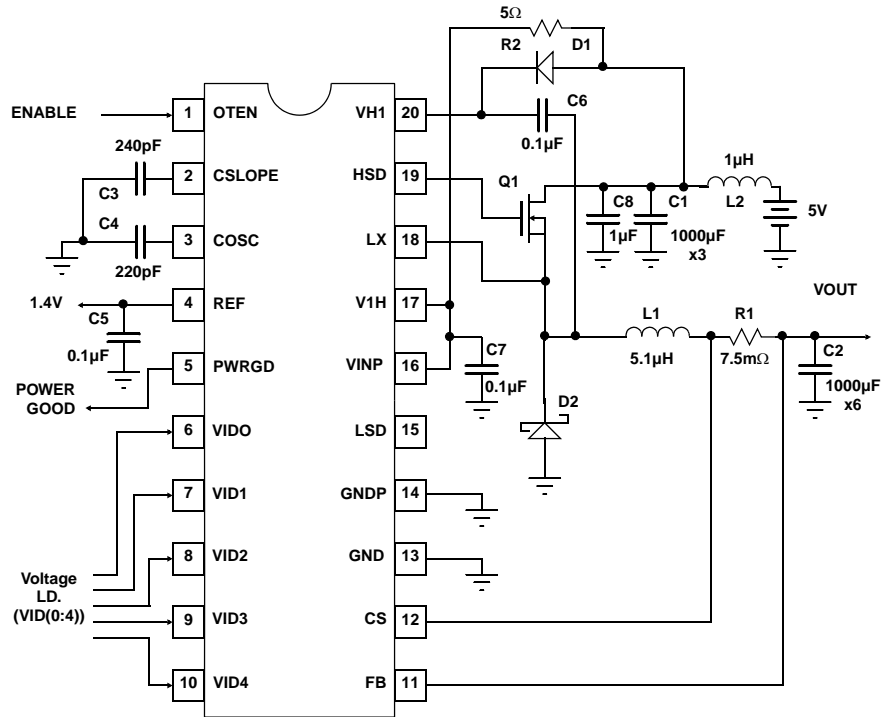 5Ω
R2 D1
ENABLE
1 OTEN
VH1 20
C6
0.1µF
240pF
2 CSLOPE
C3
HSD 19
Q1
1µH
L2
5V
C4
3 COSC
220pF
LX 18
C8
1µF
C1
1000µF
x3
1.4V
4 REF
C5
0.1µF
V1H 17
VOUT
L1
5.1µH
R1
7.5mΩ
5 PWRGD
VINP 16
C7
0.1µF
C2
1000µF
x6
POWER
GOOD
D2
6 VIDO
LSD 15
7 VID1
GNDP 14
8 VID2
GND 13
Voltage
I.D.
(VID(0:4))
9 VID3
CS 12
10 VID4
FB 11